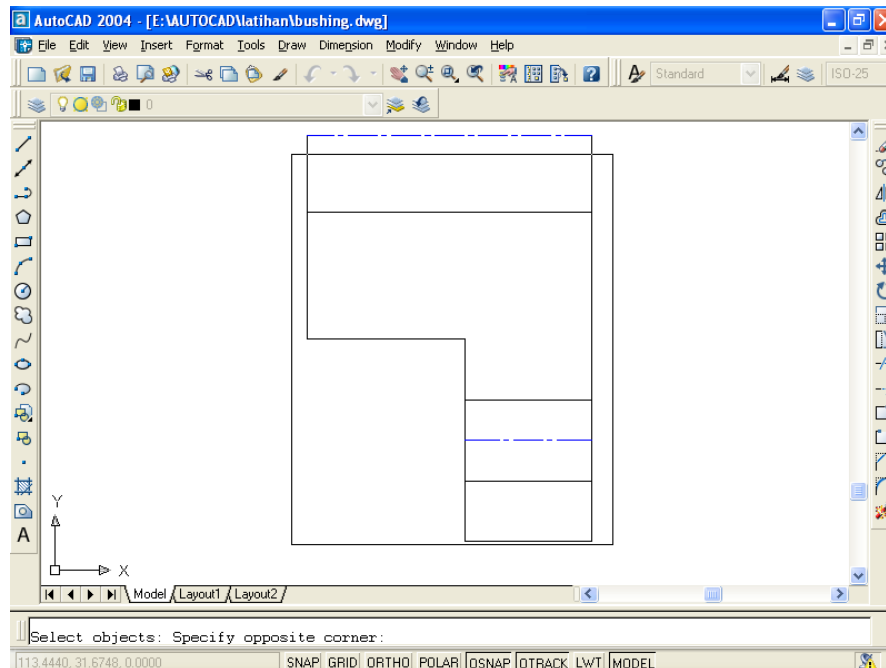 AutoCAD 2004 - [E:\AUTOCAD\latihan\bushing.dwg]
File Edit View Insert Format Tools Draw Dimension Modify Window Help
Standard ISO-25
0
Y
X
A
Model Layout1 Layout2
Select objects: Specify opposite corner:
113.4440, 31.6748, 0.0000 SNAP GRID ORTHO POLAR OSNAP OTRACK LWT MODEL